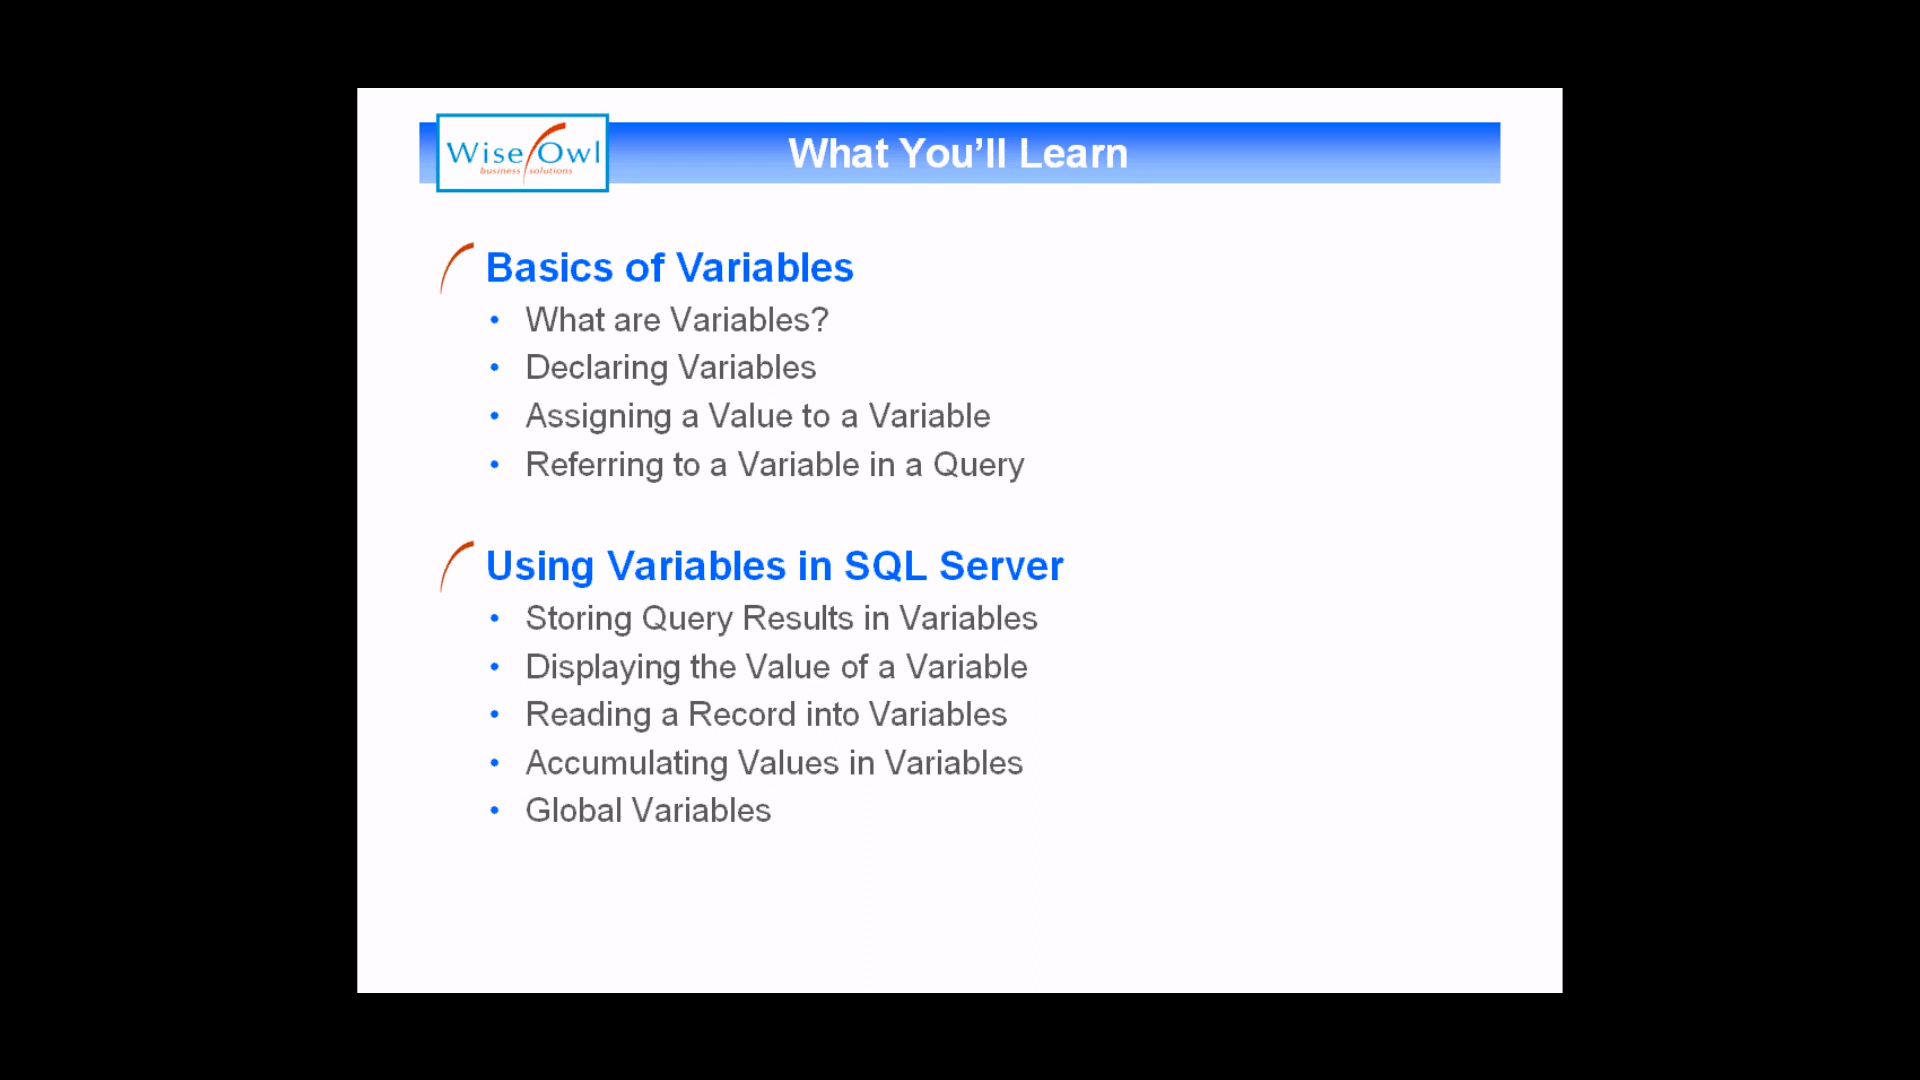 Wise Owl
business solutions
What You’ll Learn
Basics of Variables
• What are Variables?
• Declaring Variables
• Assigning a Value to a Variable
• Referring to a Variable in a Query
Using Variables in SQL Server
• Storing Query Results in Variables
• Displaying the Value of a Variable
• Reading a Record into Variables
• Accumulating Values in Variables
• Global Variables